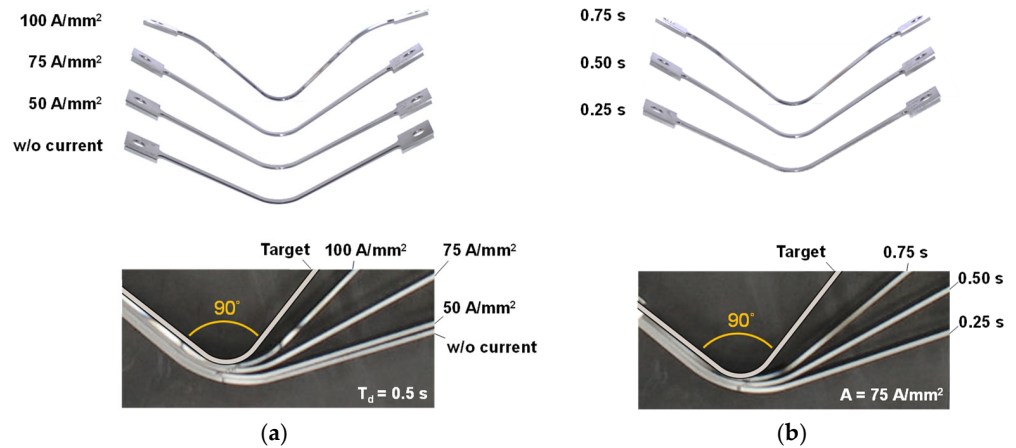 100 A/mm²
75 A/mm²
50 A/mm²
w/o current
Target 100 A/mm² 75 A/mm²
90°
50 A/mm²
w/o current
T_d = 0.5 s
(a)
0.75 s
0.50 s
0.25 s
Target 0.75 s
0.50 s
90°
0.25 s
A = 75 A/mm²
(b)